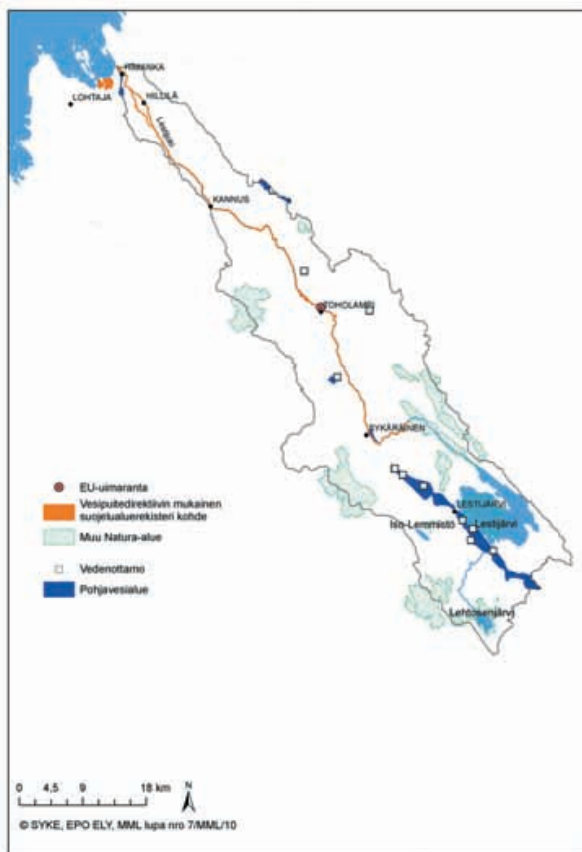 HIMANKA
LOHTAJA
HILLILÄ
Lestijoki
KANNUS
TOHOLAMPI
SYKÄRÄINEN
LESTIJÄRVI
Iso-Lemmistö
Lestijärvi
Lehtosenjärvi
EU-uimaranta
Vesipuitedirektiivin mukainen
suojelualuerekisteri kohde
Muu Natura-alue
Vedenottamo
Pohjavesialue
0 4,5 9 18 km
N
© SYKE, EPO ELY, MML lupa nro 7/MML/10